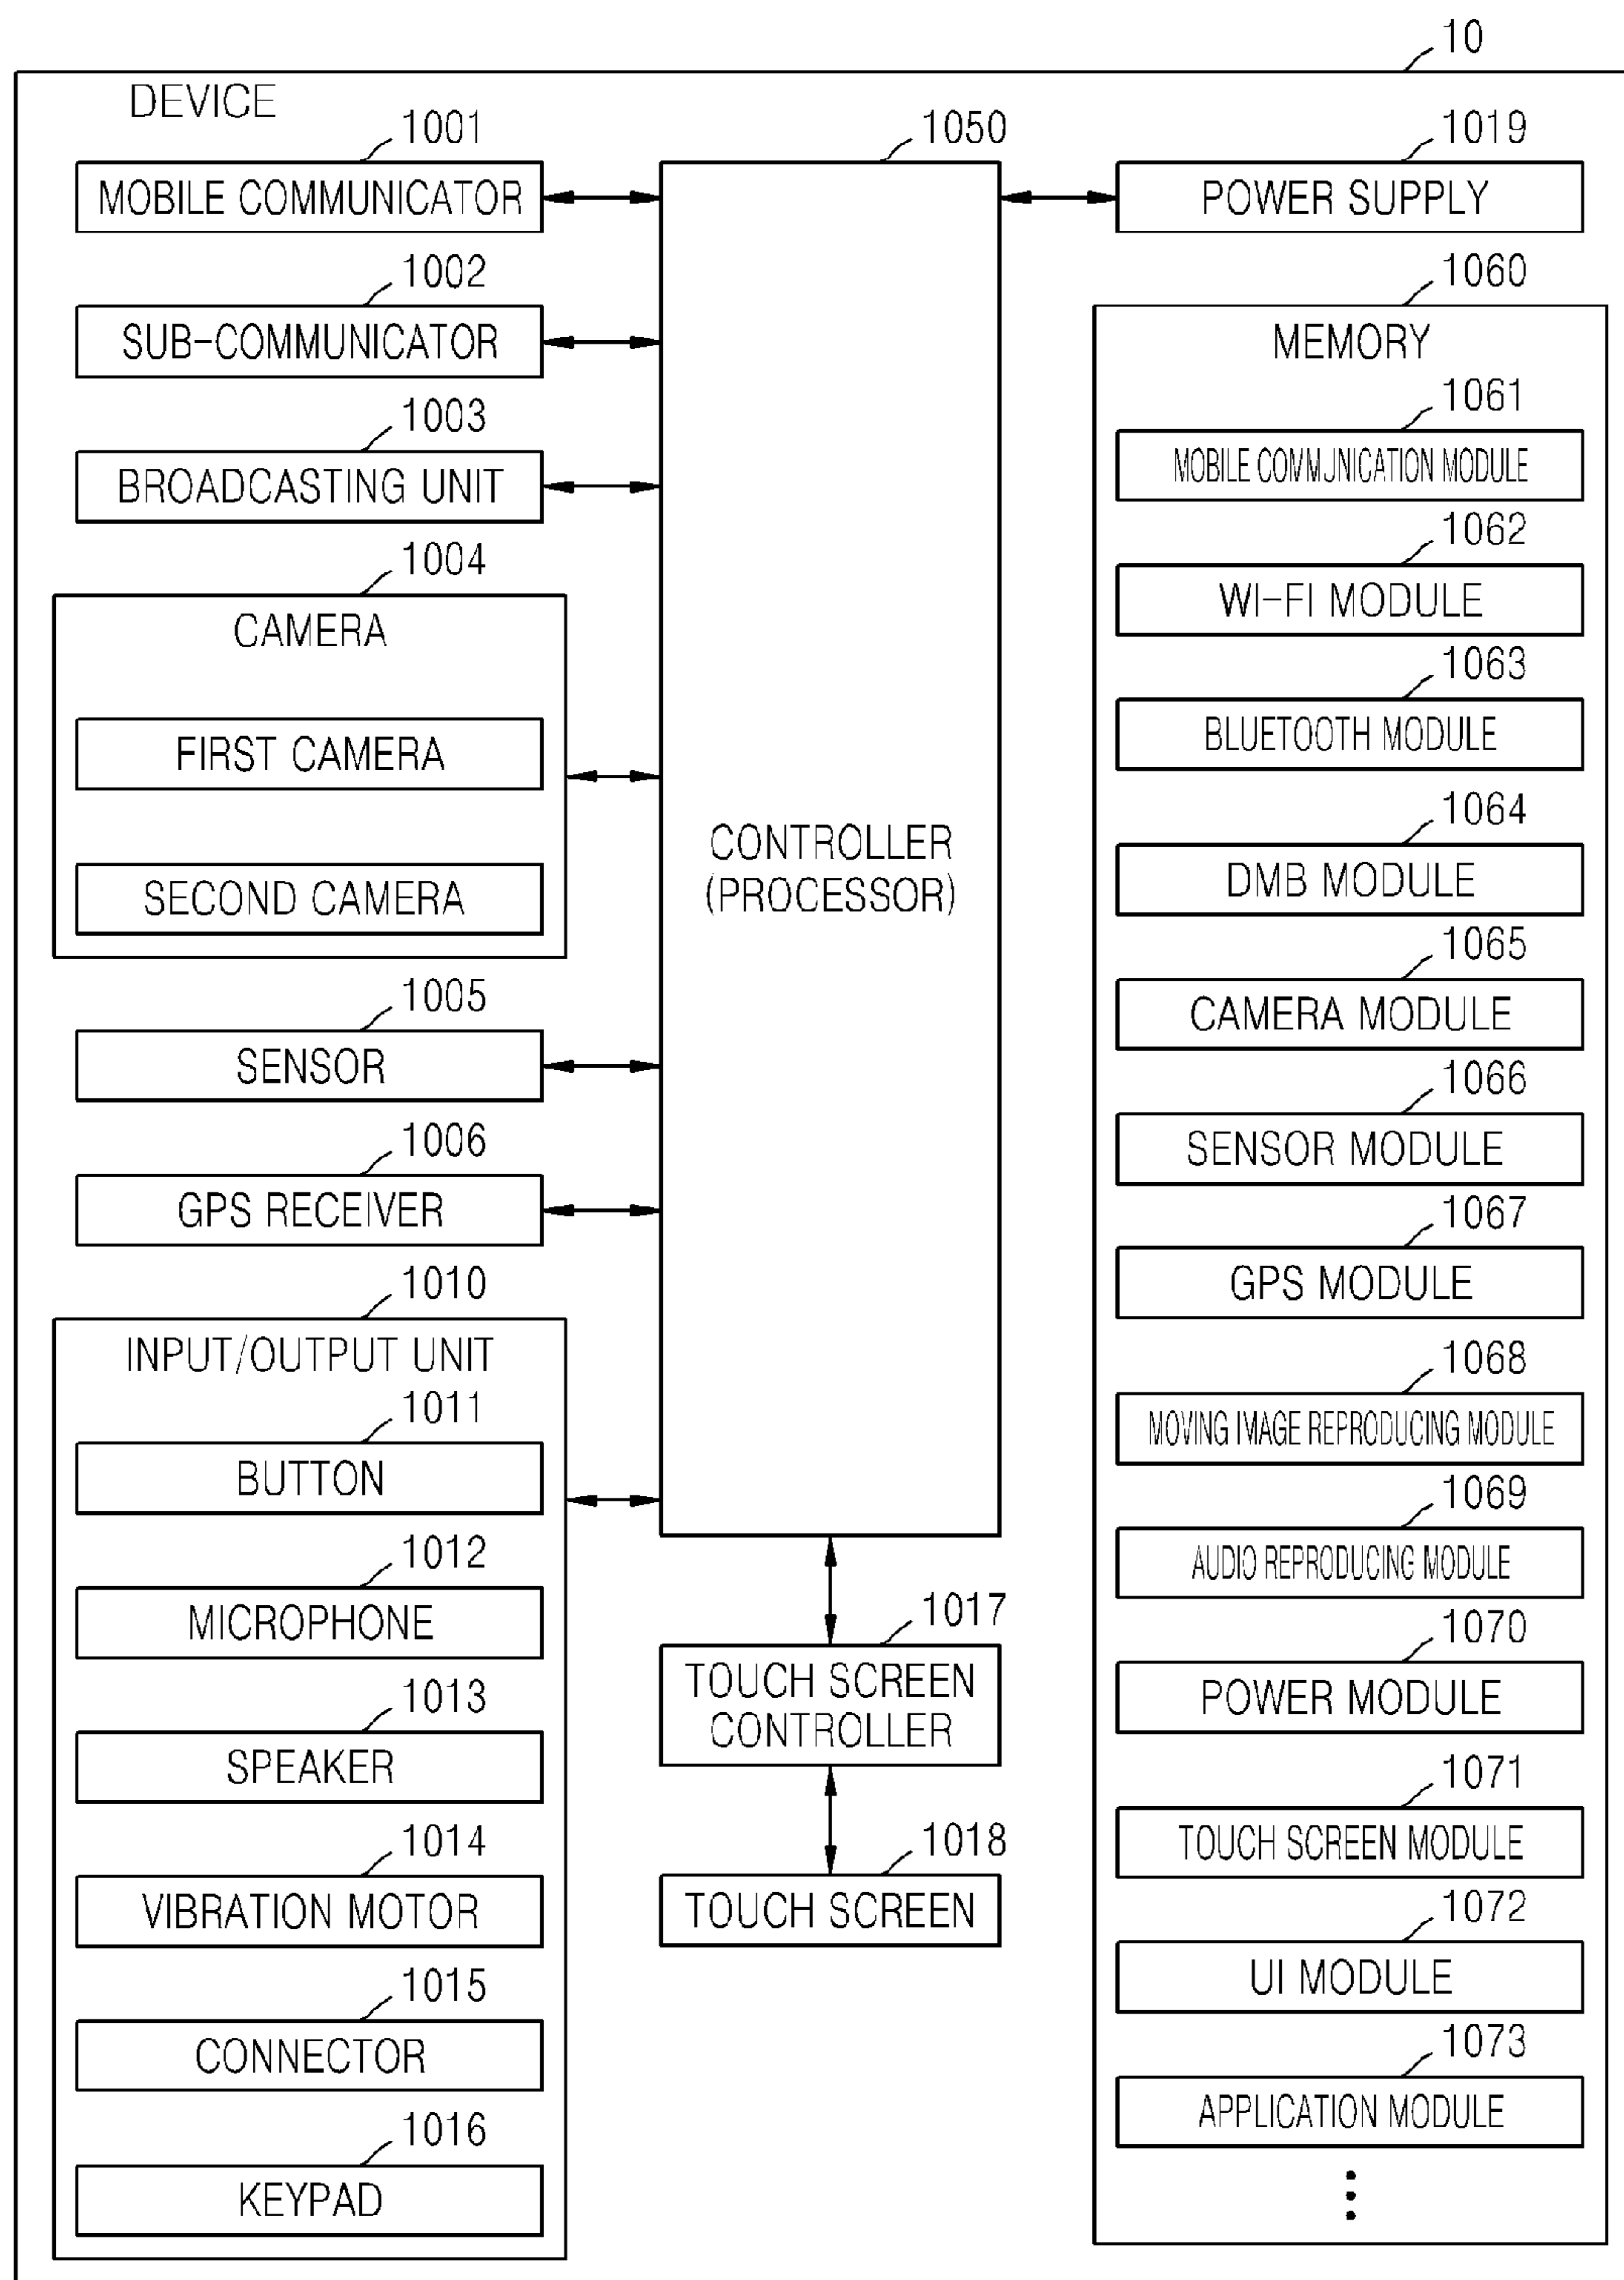 10
DEVICE
1001
MOBILE COMMUNICATOR
1002
SUB-COMMUNICATOR
1003
BROADCASTING UNIT
1004
CAMERA
FIRST CAMERA
SECOND CAMERA
1005
SENSOR
1006
GPS RECEIVER
1010
INPUT/OUTPUT UNIT
1011
BUTTON
1012
MICROPHONE
1013
SPEAKER
1014
VIBRATION MOTOR
1015
CONNECTOR
1016
KEYPAD
1050
CONTROLLER
(PROCESSOR)
1017
TOUCH SCREEN
CONTROLLER
1018
TOUCH SCREEN
1019
POWER SUPPLY
1060
MEMORY
1061
MOBILE COMMUNICATION MODULE
1062
WI-FI MODULE
1063
BLUETOOTH MODULE
1064
DMB MODULE
1065
CAMERA MODULE
1066
SENSOR MODULE
1067
GPS MODULE
1068
MOVING IMAGE REPRODUCING MODULE
1069
AUDIO REPRODUCING MODULE
1070
POWER MODULE
1071
TOUCH SCREEN MODULE
1072
UI MODULE
1073
APPLICATION MODULE